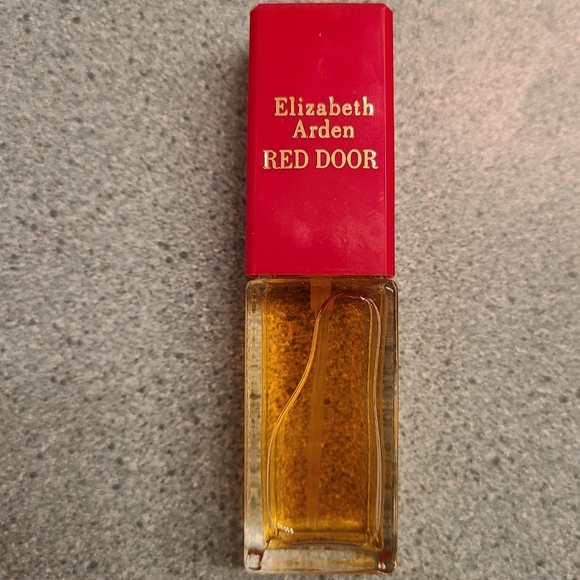 Elizabeth
Arden
RED DOOR